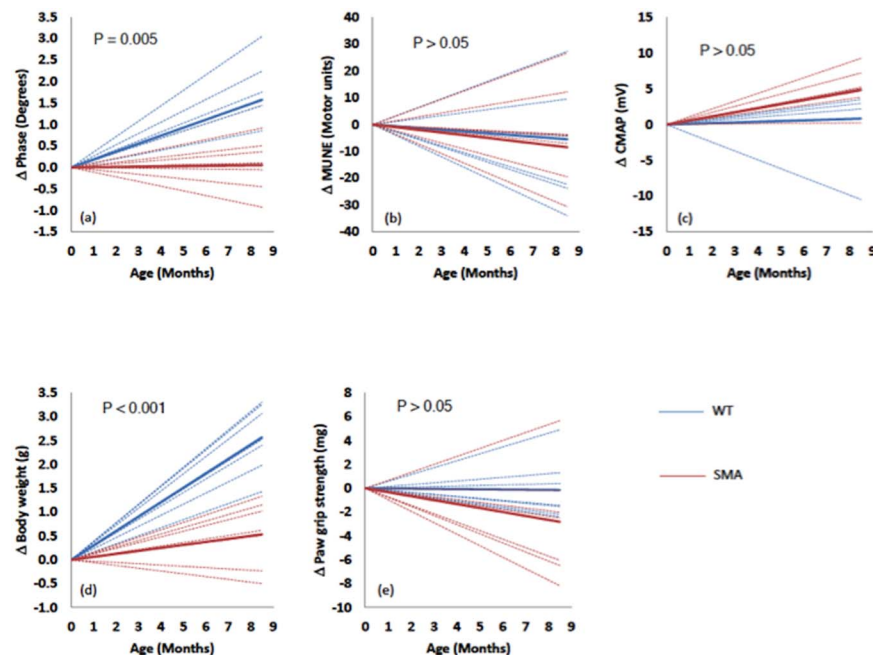 Δ Phase (Degrees)
3.5
3.0
2.5
2.0
1.5
1.0
0.5
0.0
-0.5
-1.0
-1.5
P = 0.005
(a)
0 1 2 3 4 5 6 7 8 9
Age (Months)
Δ MUNE (Motor units)
40
30
20
10
0
-10
-20
-30
-40
P > 0.05
(b)
0 1 2 3 4 5 6 7 8 9
Age (Months)
Δ CMAP (mV)
15
10
5
0
-5
-10
-15
P > 0.05
(c)
0 1 2 3 4 5 6 7 8 9
Age (Months)
Δ Body weight (g)
3.5
3.0
2.5
2.0
1.5
1.0
0.5
0.0
-0.5
-1.0
P < 0.001
(d)
0 1 2 3 4 5 6 7 8 9
Age (Months)
Δ Paw grip strength (mg)
8
6
4
2
0
-2
-4
-6
-8
-10
P > 0.05
(e)
0 1 2 3 4 5 6 7 8 9
Age (Months)
WT
SMA